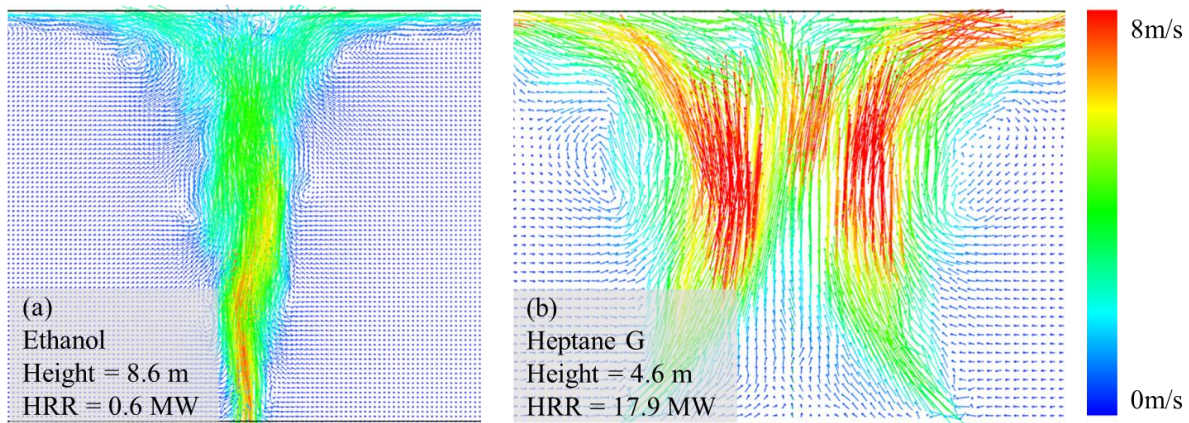 (a)
Ethanol
Height = 8.6 m
HRR = 0.6 MW
(b)
Heptane G
Height = 4.6 m
HRR = 17.9 MW
8m/s
0m/s